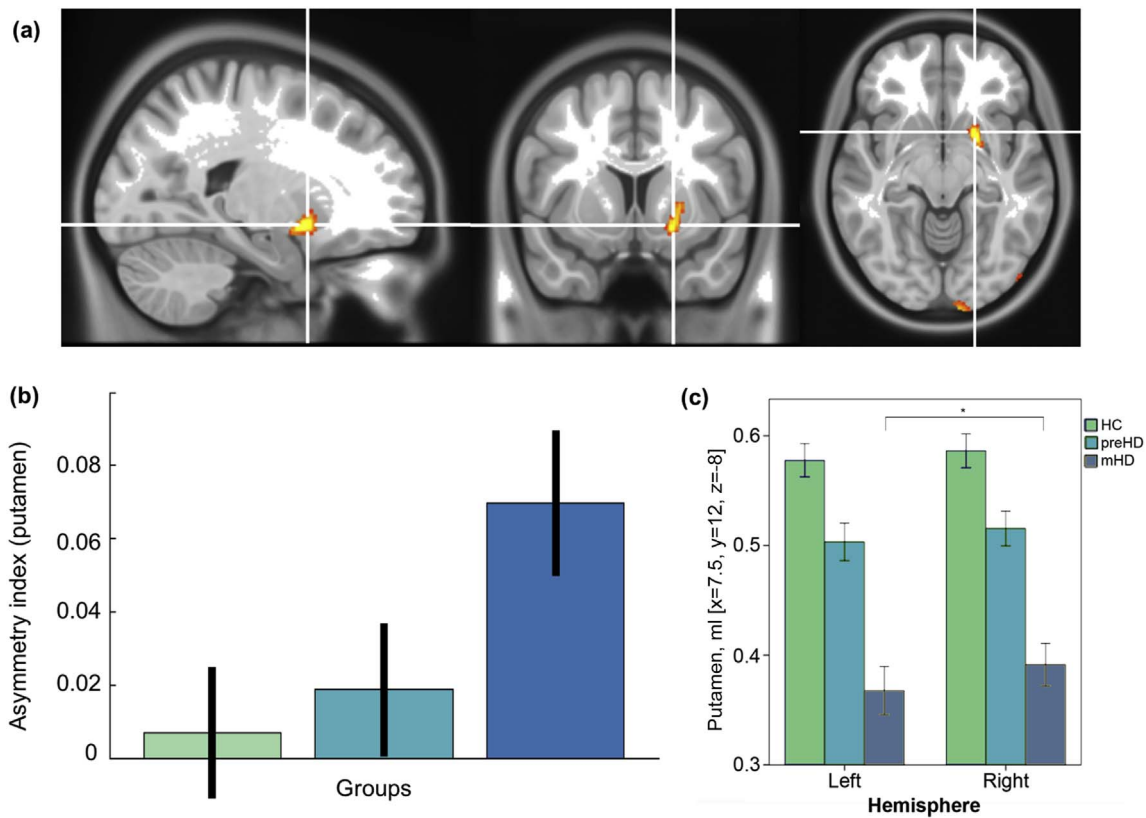 (a)
(b)
Asymmetry index (putamen)
0.08
0.06
0.04
0.02
0
Groups
(c)
Putamen, ml [x=7.5, y=12, z=-8]
0.6
0.5
0.4
0.3
*
HC
preHD
mHD
Left
Right
Hemisphere